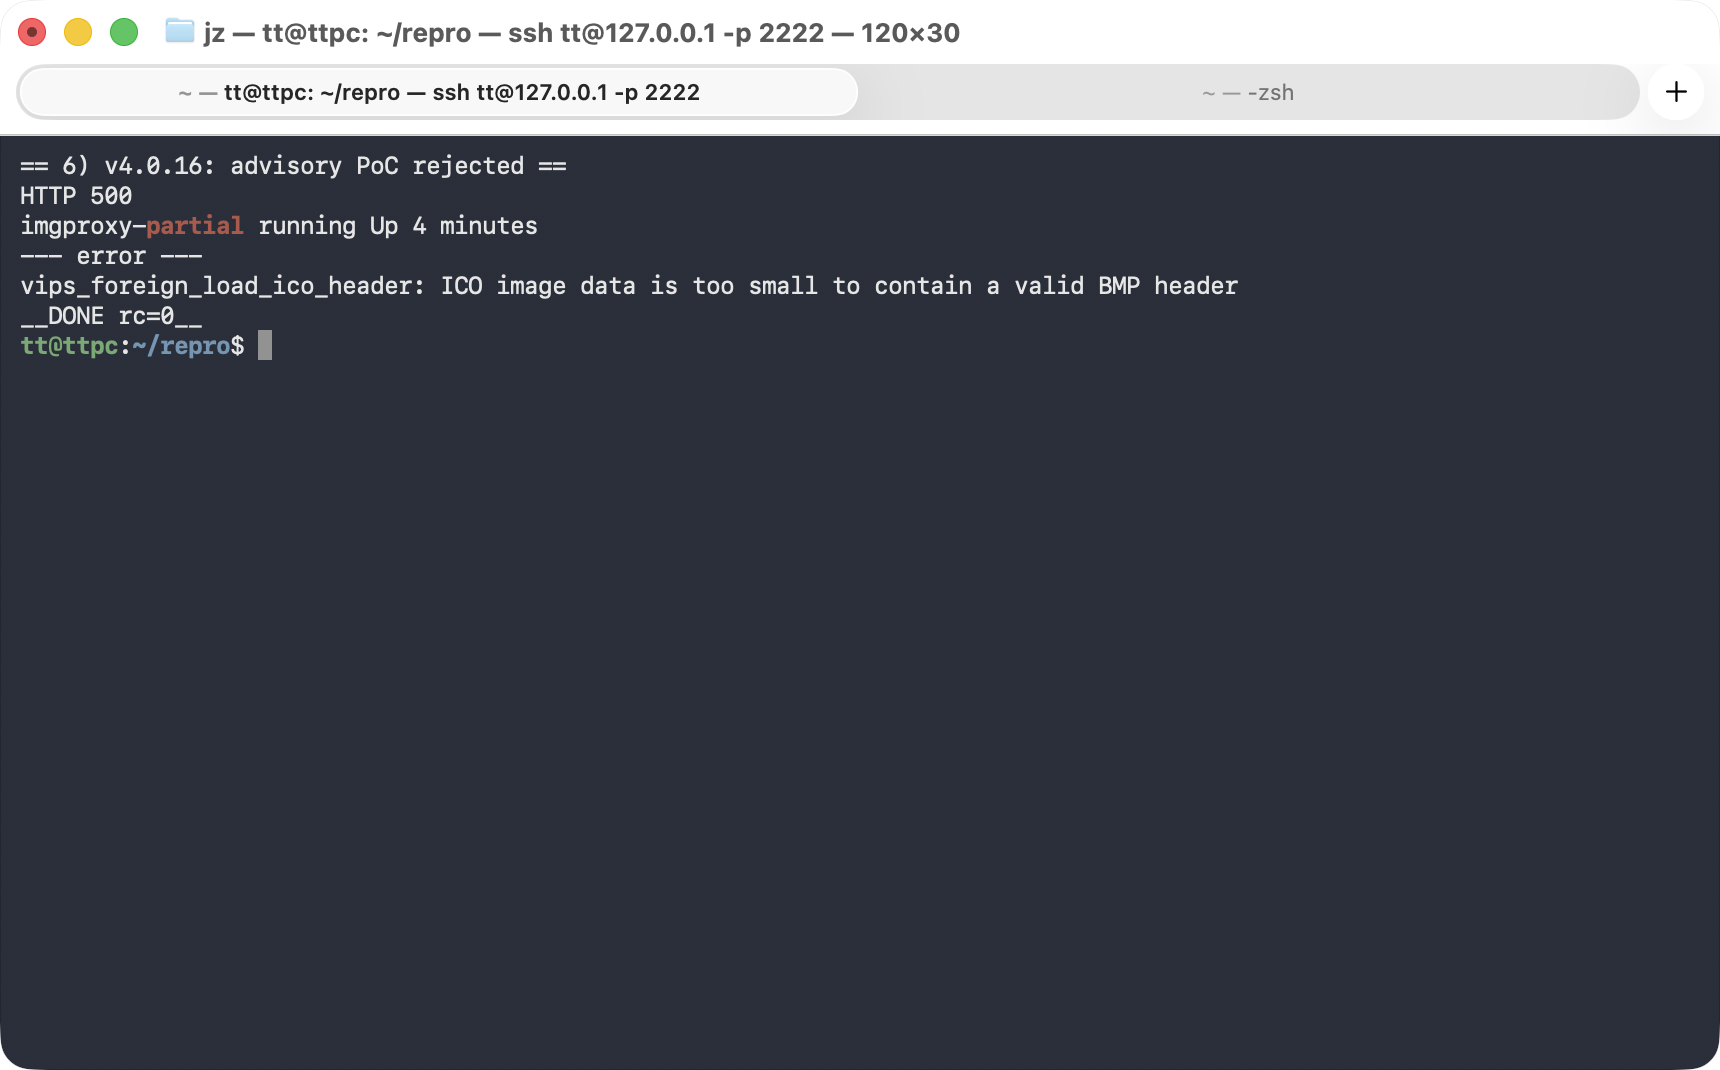 jz — tt@ttpc: ~/repro — ssh tt@127.0.0.1 -p 2222 — 120×30
~ — tt@ttpc: ~/repro — ssh tt@127.0.0.1 -p 2222
~ — -zsh
+
== 6) v4.0.16: advisory PoC rejected ==
HTTP 500
imgproxy-partial running Up 4 minutes
--- error ---
vips_foreign_load_ico_header: ICO image data is too small to contain a valid BMP header
__DONE rc=0__
tt@ttpc:~/repro$